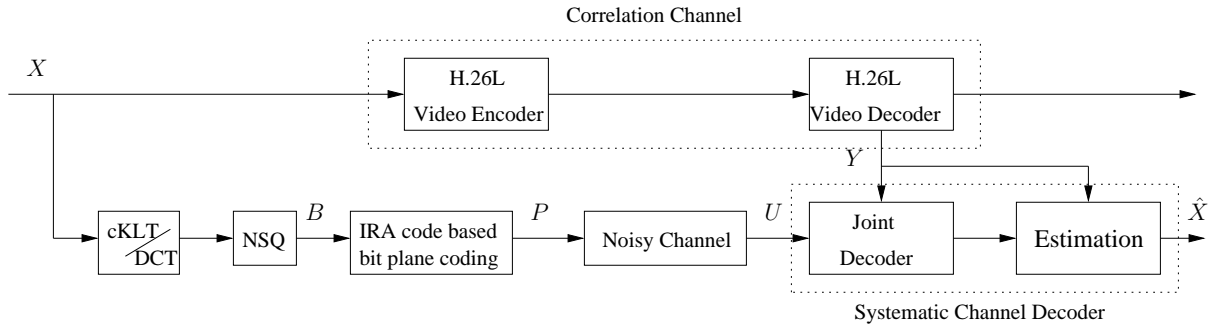 Correlation Channel
X
H.26L
Video Encoder
H.26L
Video Decoder
Y
cKLT/DCT
NSQ
B
IRA code based
bit plane coding
P
Noisy Channel
U
Joint
Decoder
Estimation
X̂
Systematic Channel Decoder